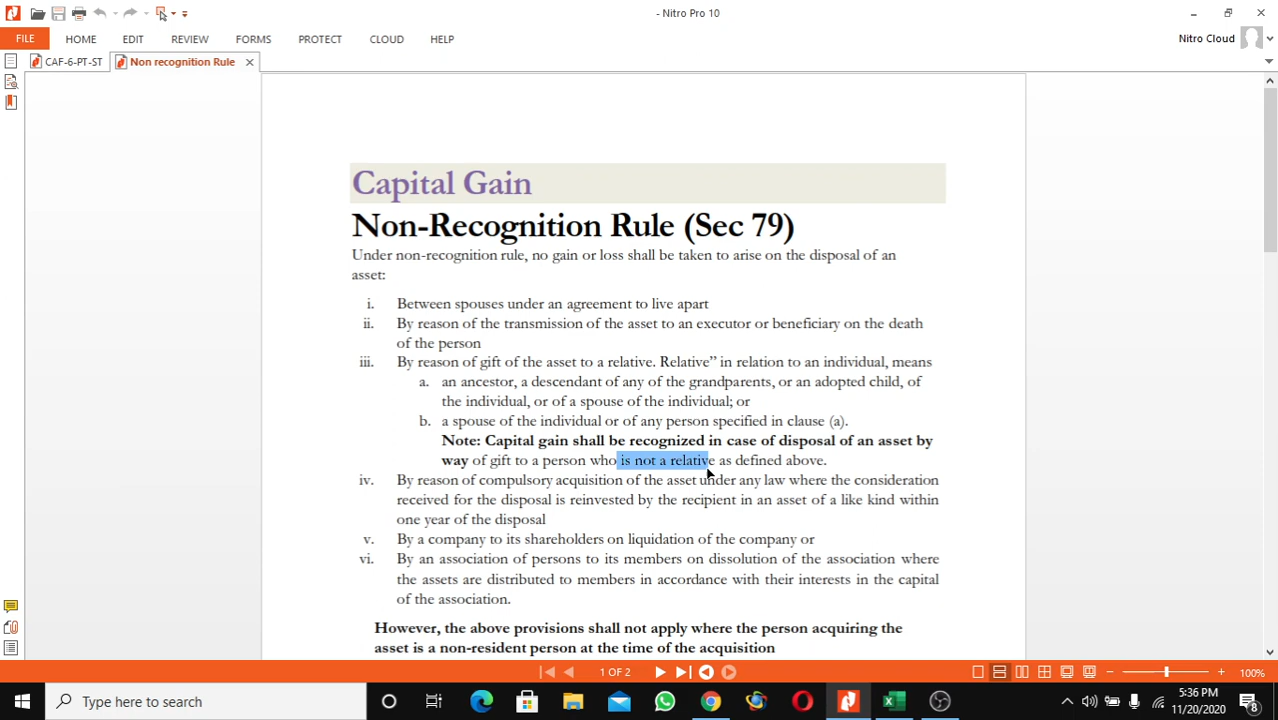 - Nitro Pro 10
FILE HOME EDIT REVIEW FORMS PROTECT CLOUD HELP Nitro Cloud
CAF-6-PT-ST Non recognition Rule
Capital Gain
Non-Recognition Rule (Sec 79)
Under non-recognition rule, no gain or loss shall be taken to arise on the disposal of an
asset:
i. Between spouses under an agreement to live apart
ii. By reason of the transmission of the asset to an executor or beneficiary on the death
of the person
iii. By reason of gift of the asset to a relative. Relative” in relation to an individual, means
a. an ancestor, a descendant of any of the grandparents, or an adopted child, of
the individual, or of a spouse of the individual; or
b. a spouse of the individual or of any person specified in clause (a).
Note: Capital gain shall be recognized in case of disposal of an asset by
way of gift to a person who is not a relative as defined above.
iv. By reason of compulsory acquisition of the asset under any law where the consideration
received for the disposal is reinvested by the recipient in an asset of a like kind within
one year of the disposal
v. By a company to its shareholders on liquidation of the company or
vi. By an association of persons to its members on dissolution of the association where
the assets are distributed to members in accordance with their interests in the capital
of the association.
However, the above provisions shall not apply where the person acquiring the
asset is a non-resident person at the time of the acquisition
1 OF 2 100%
Type here to search
5:36 PM
11/20/2020
8